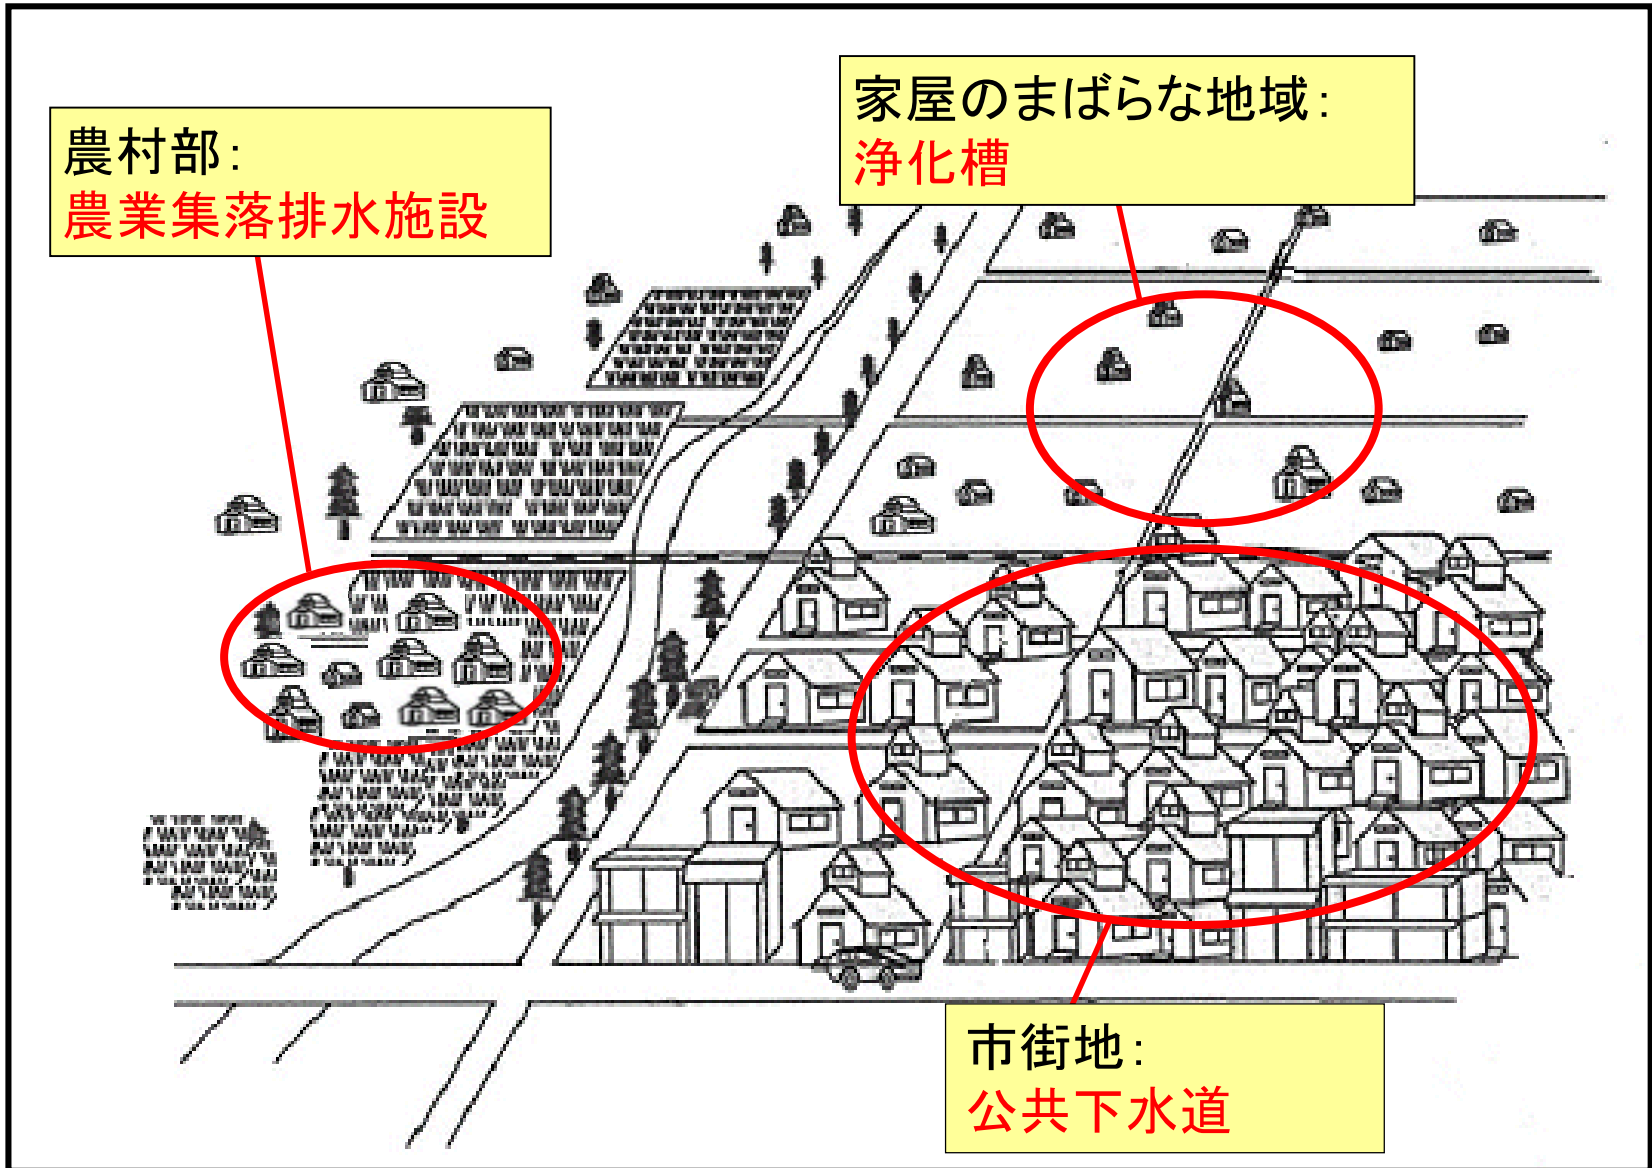 農村部：
農業集落排水施設
家屋のまばらな地域：
浄化槽
市街地：
公共下水道